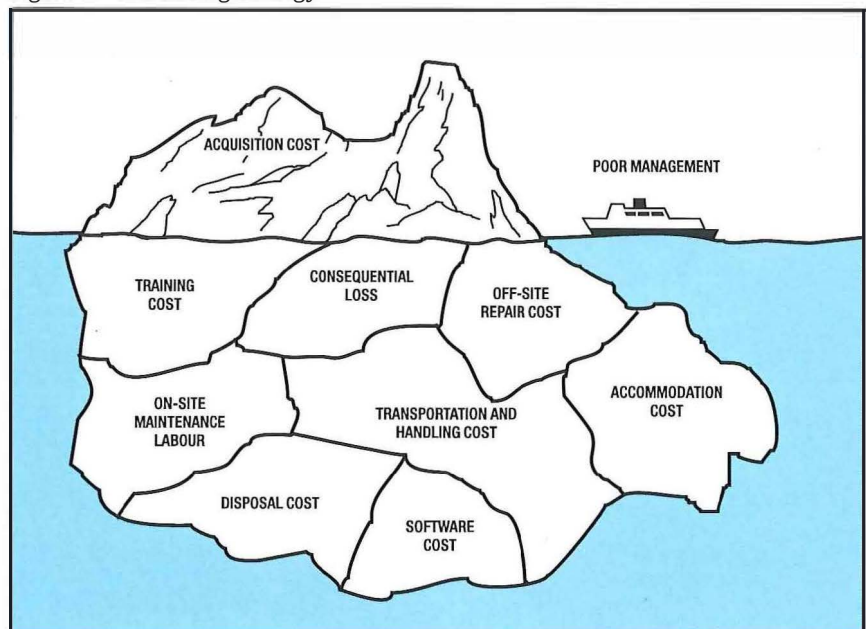 ACQUISITION COST
POOR MANAGEMENT
TRAINING
COST
CONSEQUENTIAL
LOSS
OFF-SITE
REPAIR COST
ON-SITE
MAINTENANCE
LABOUR
TRANSPORTATION AND
HANDLING COST
ACCOMMODATION
COST
DISPOSAL COST
SOFTWARE
COST